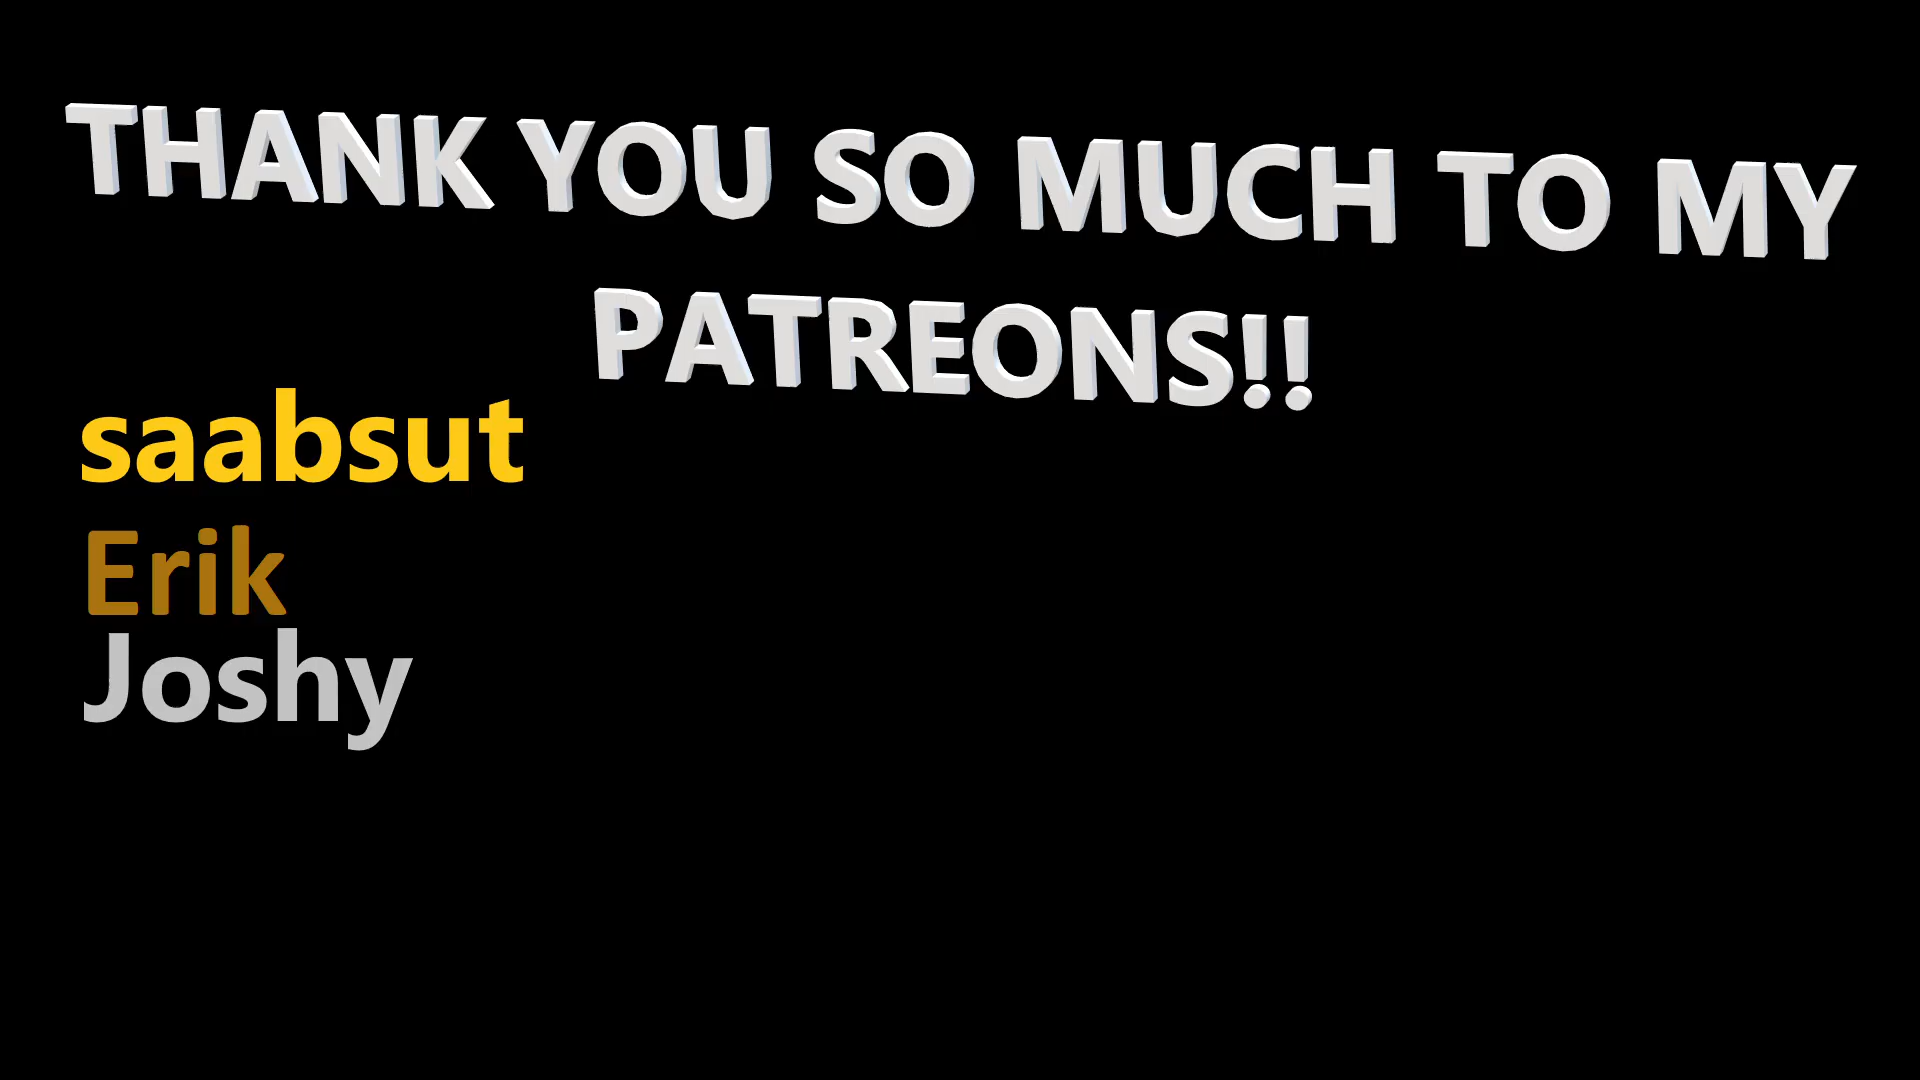 THANK YOU SO MUCH TO MY
PATREONS!!
saabsut
Erik
Joshy